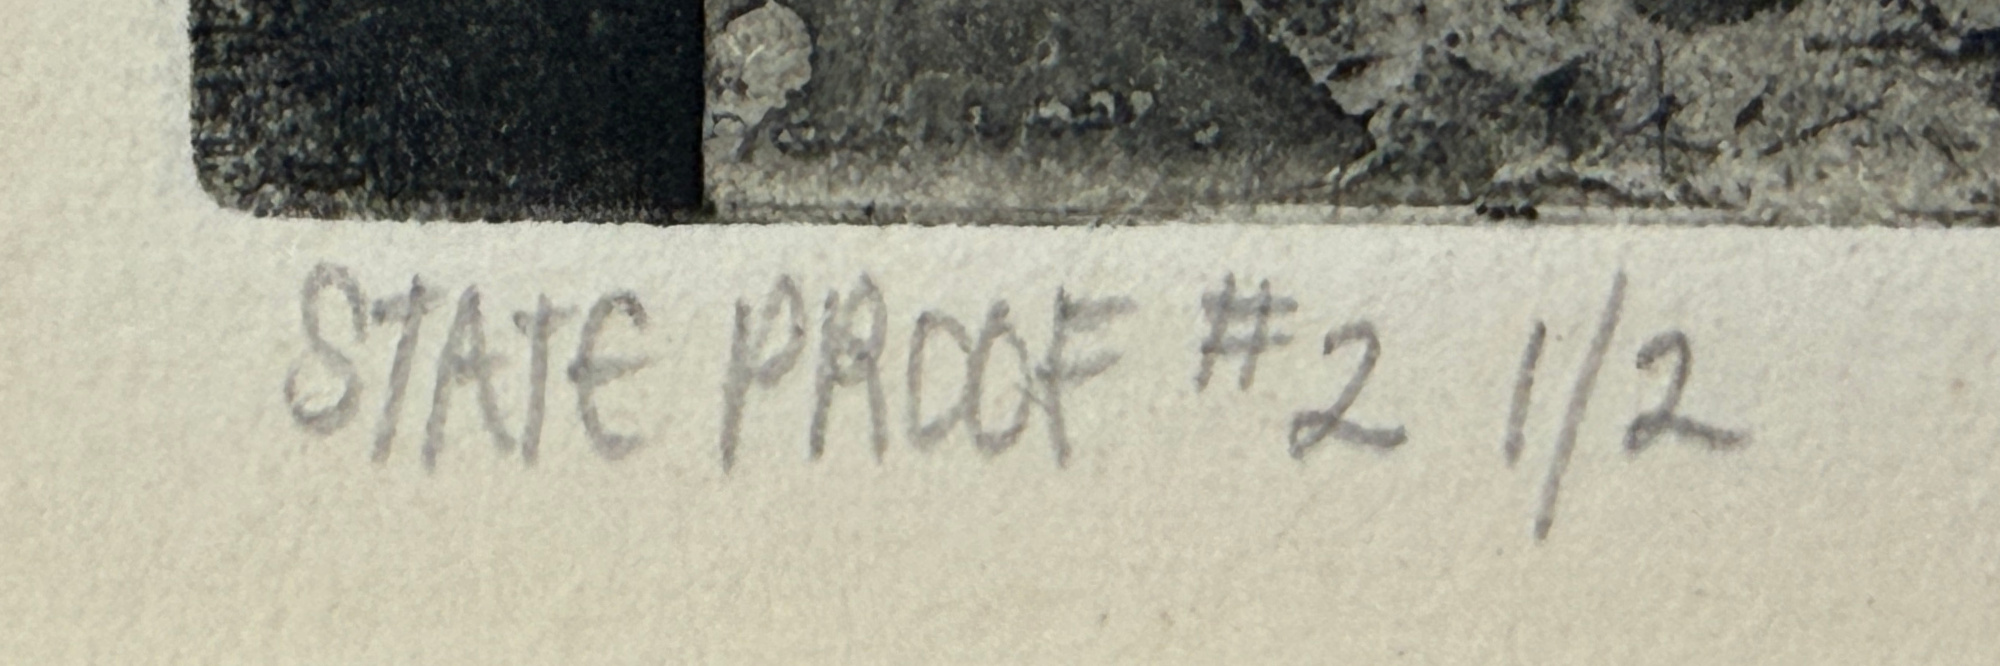 STATE PROOF #2 1/2